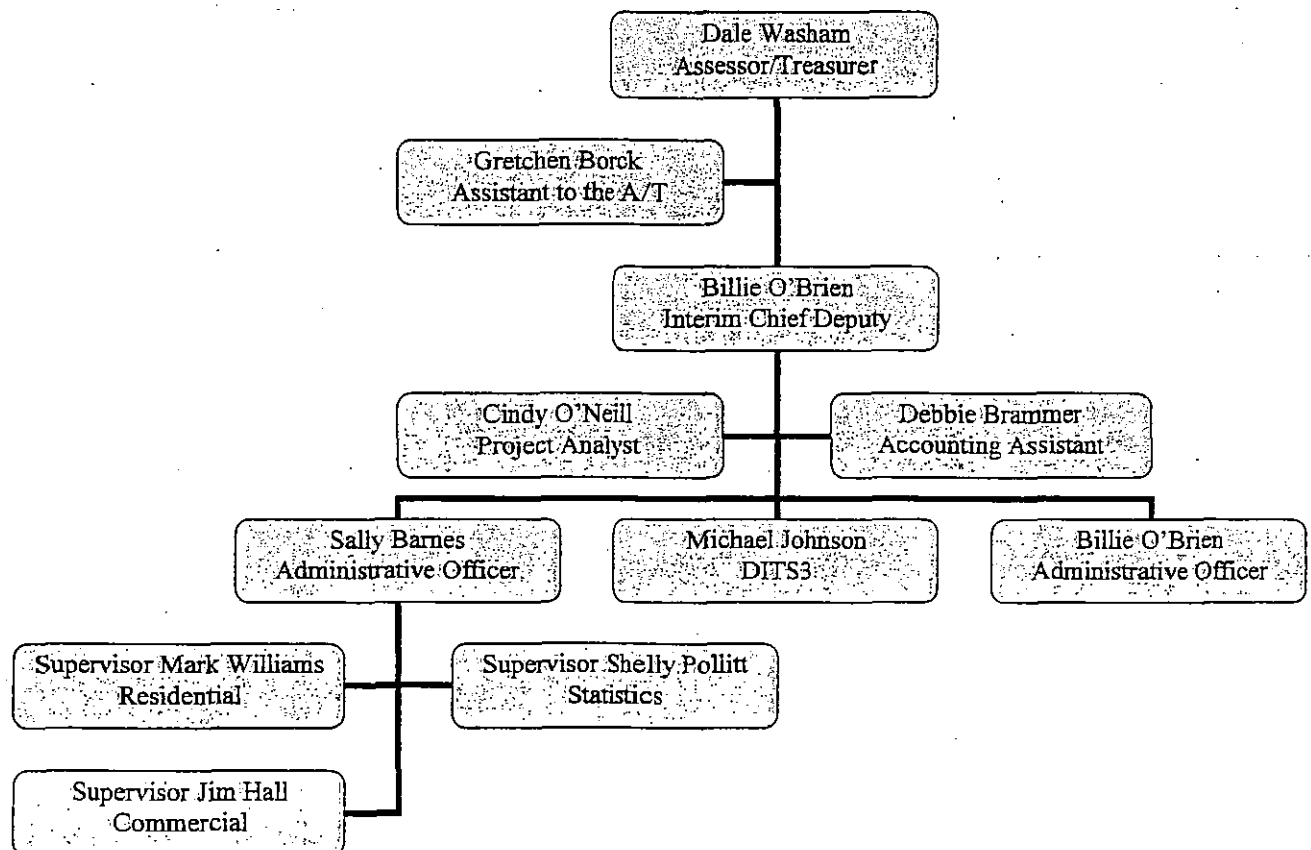 Dale Washam
Assessor/Treasurer
Gretchen Borck
Assistant to the A/T
Billie O'Brien
Interim Chief Deputy
Cindy O'Neill
Project Analyst
Debbie Brammer
Accounting Assistant
Sally Barnes
Administrative Officer
Michael Johnson
DITS3
Billie O'Brien
Administrative Officer
Supervisor Mark Williams
Residential
Supervisor Shelly Pollitt
Statistics
Supervisor Jim Hall
Commercial